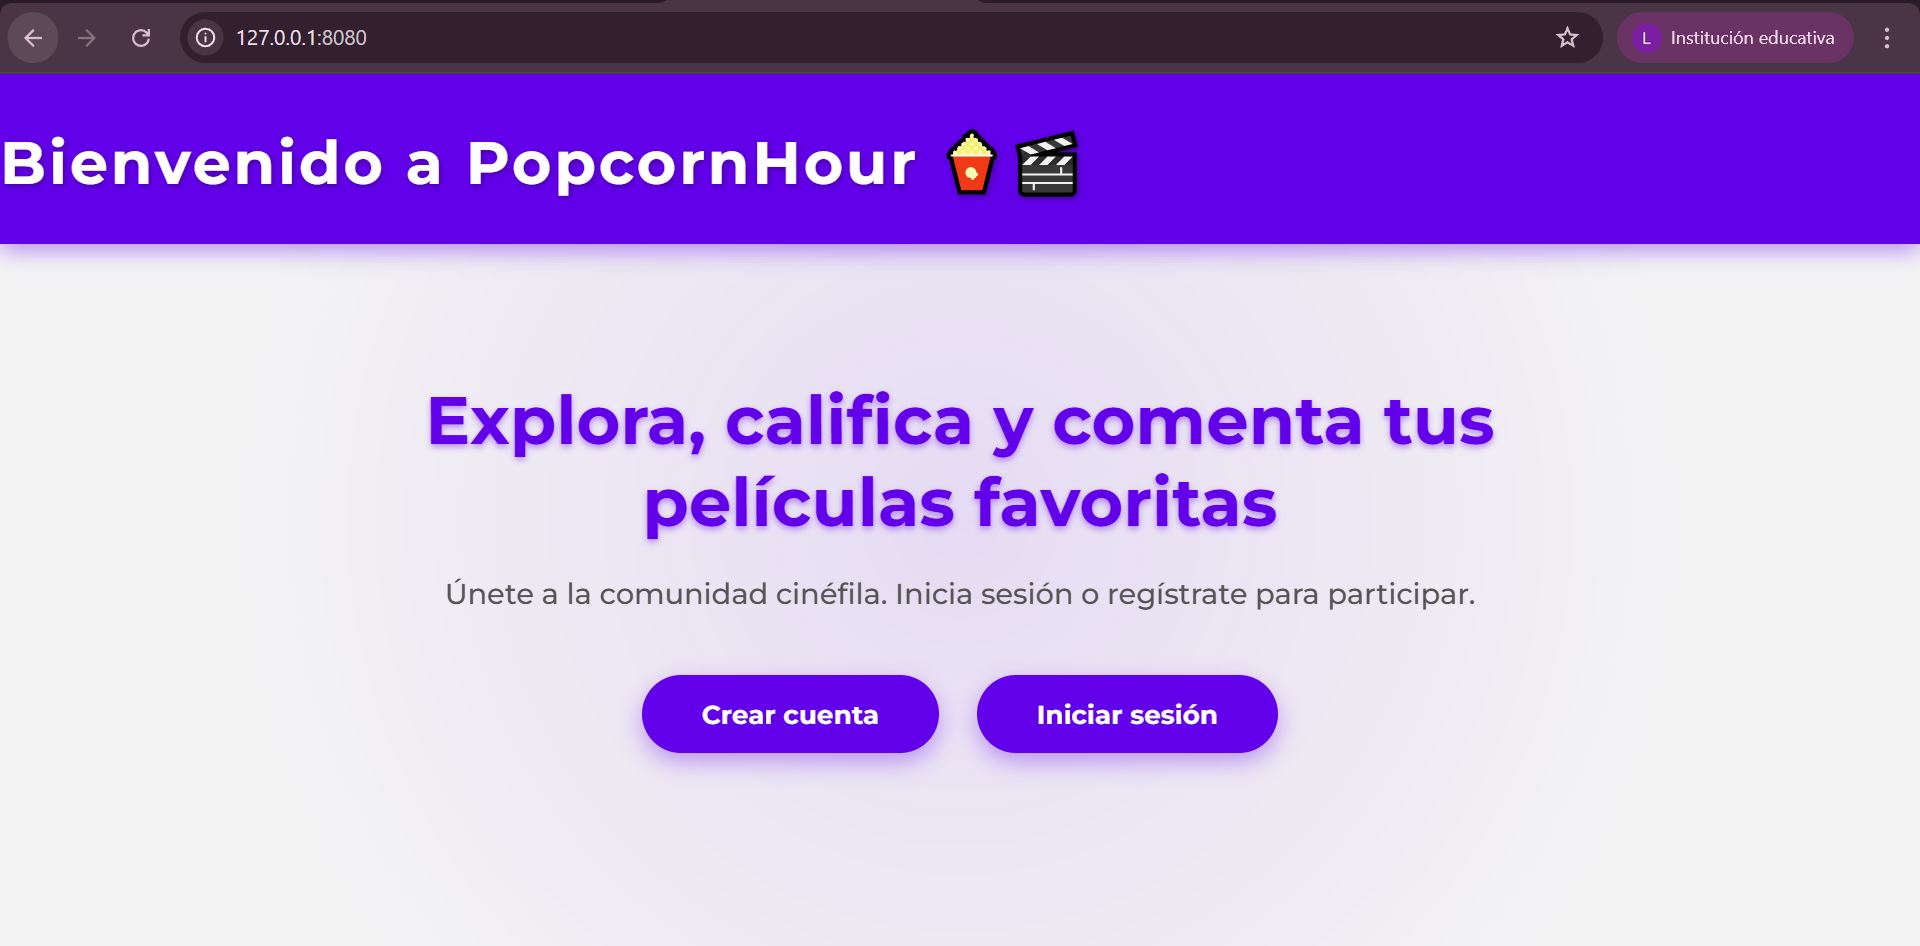 127.0.0.1:8080
L Institución educativa
Bienvenido a PopcornHour 🍿🎬
Explora, califica y comenta tus
películas favoritas
Únete a la comunidad cinéfila. Inicia sesión o regístrate para participar.
Crear cuenta
Iniciar sesión